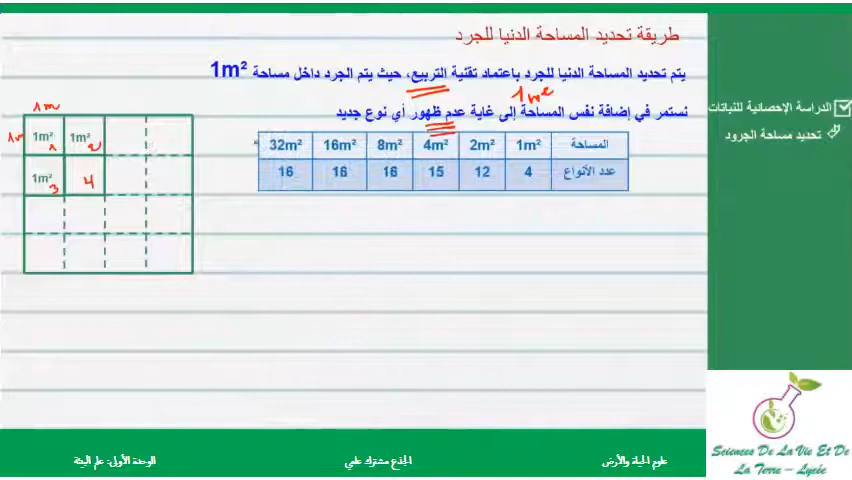 طريقة تحديد المساحة الدنيا للجرد
يتم تحديد المساحة الدنيا للجرد باعتماد تقنية التربيع، حيث يتم الجرد داخل مساحة 1m²
1m²
نستمر في إضافة نفس المساحة إلى غاية عدم ظهور أي نوع جديد
المساحة 1m² 2m² 4m² 8m² 16m² 32m²
عدد الأنواع 4 12 15 16 16 16
1m
1m 1m² 1 1m² 2
1m² 3 4
الدراسة الإحصائية للنباتات
تحديد مساحة الجرود
Sciences De La Vie Et De
La Terre – Lycée
علوم الحياة والأرض
الجذع مشترك علمي
الوحدة الأولى: علم البيئة